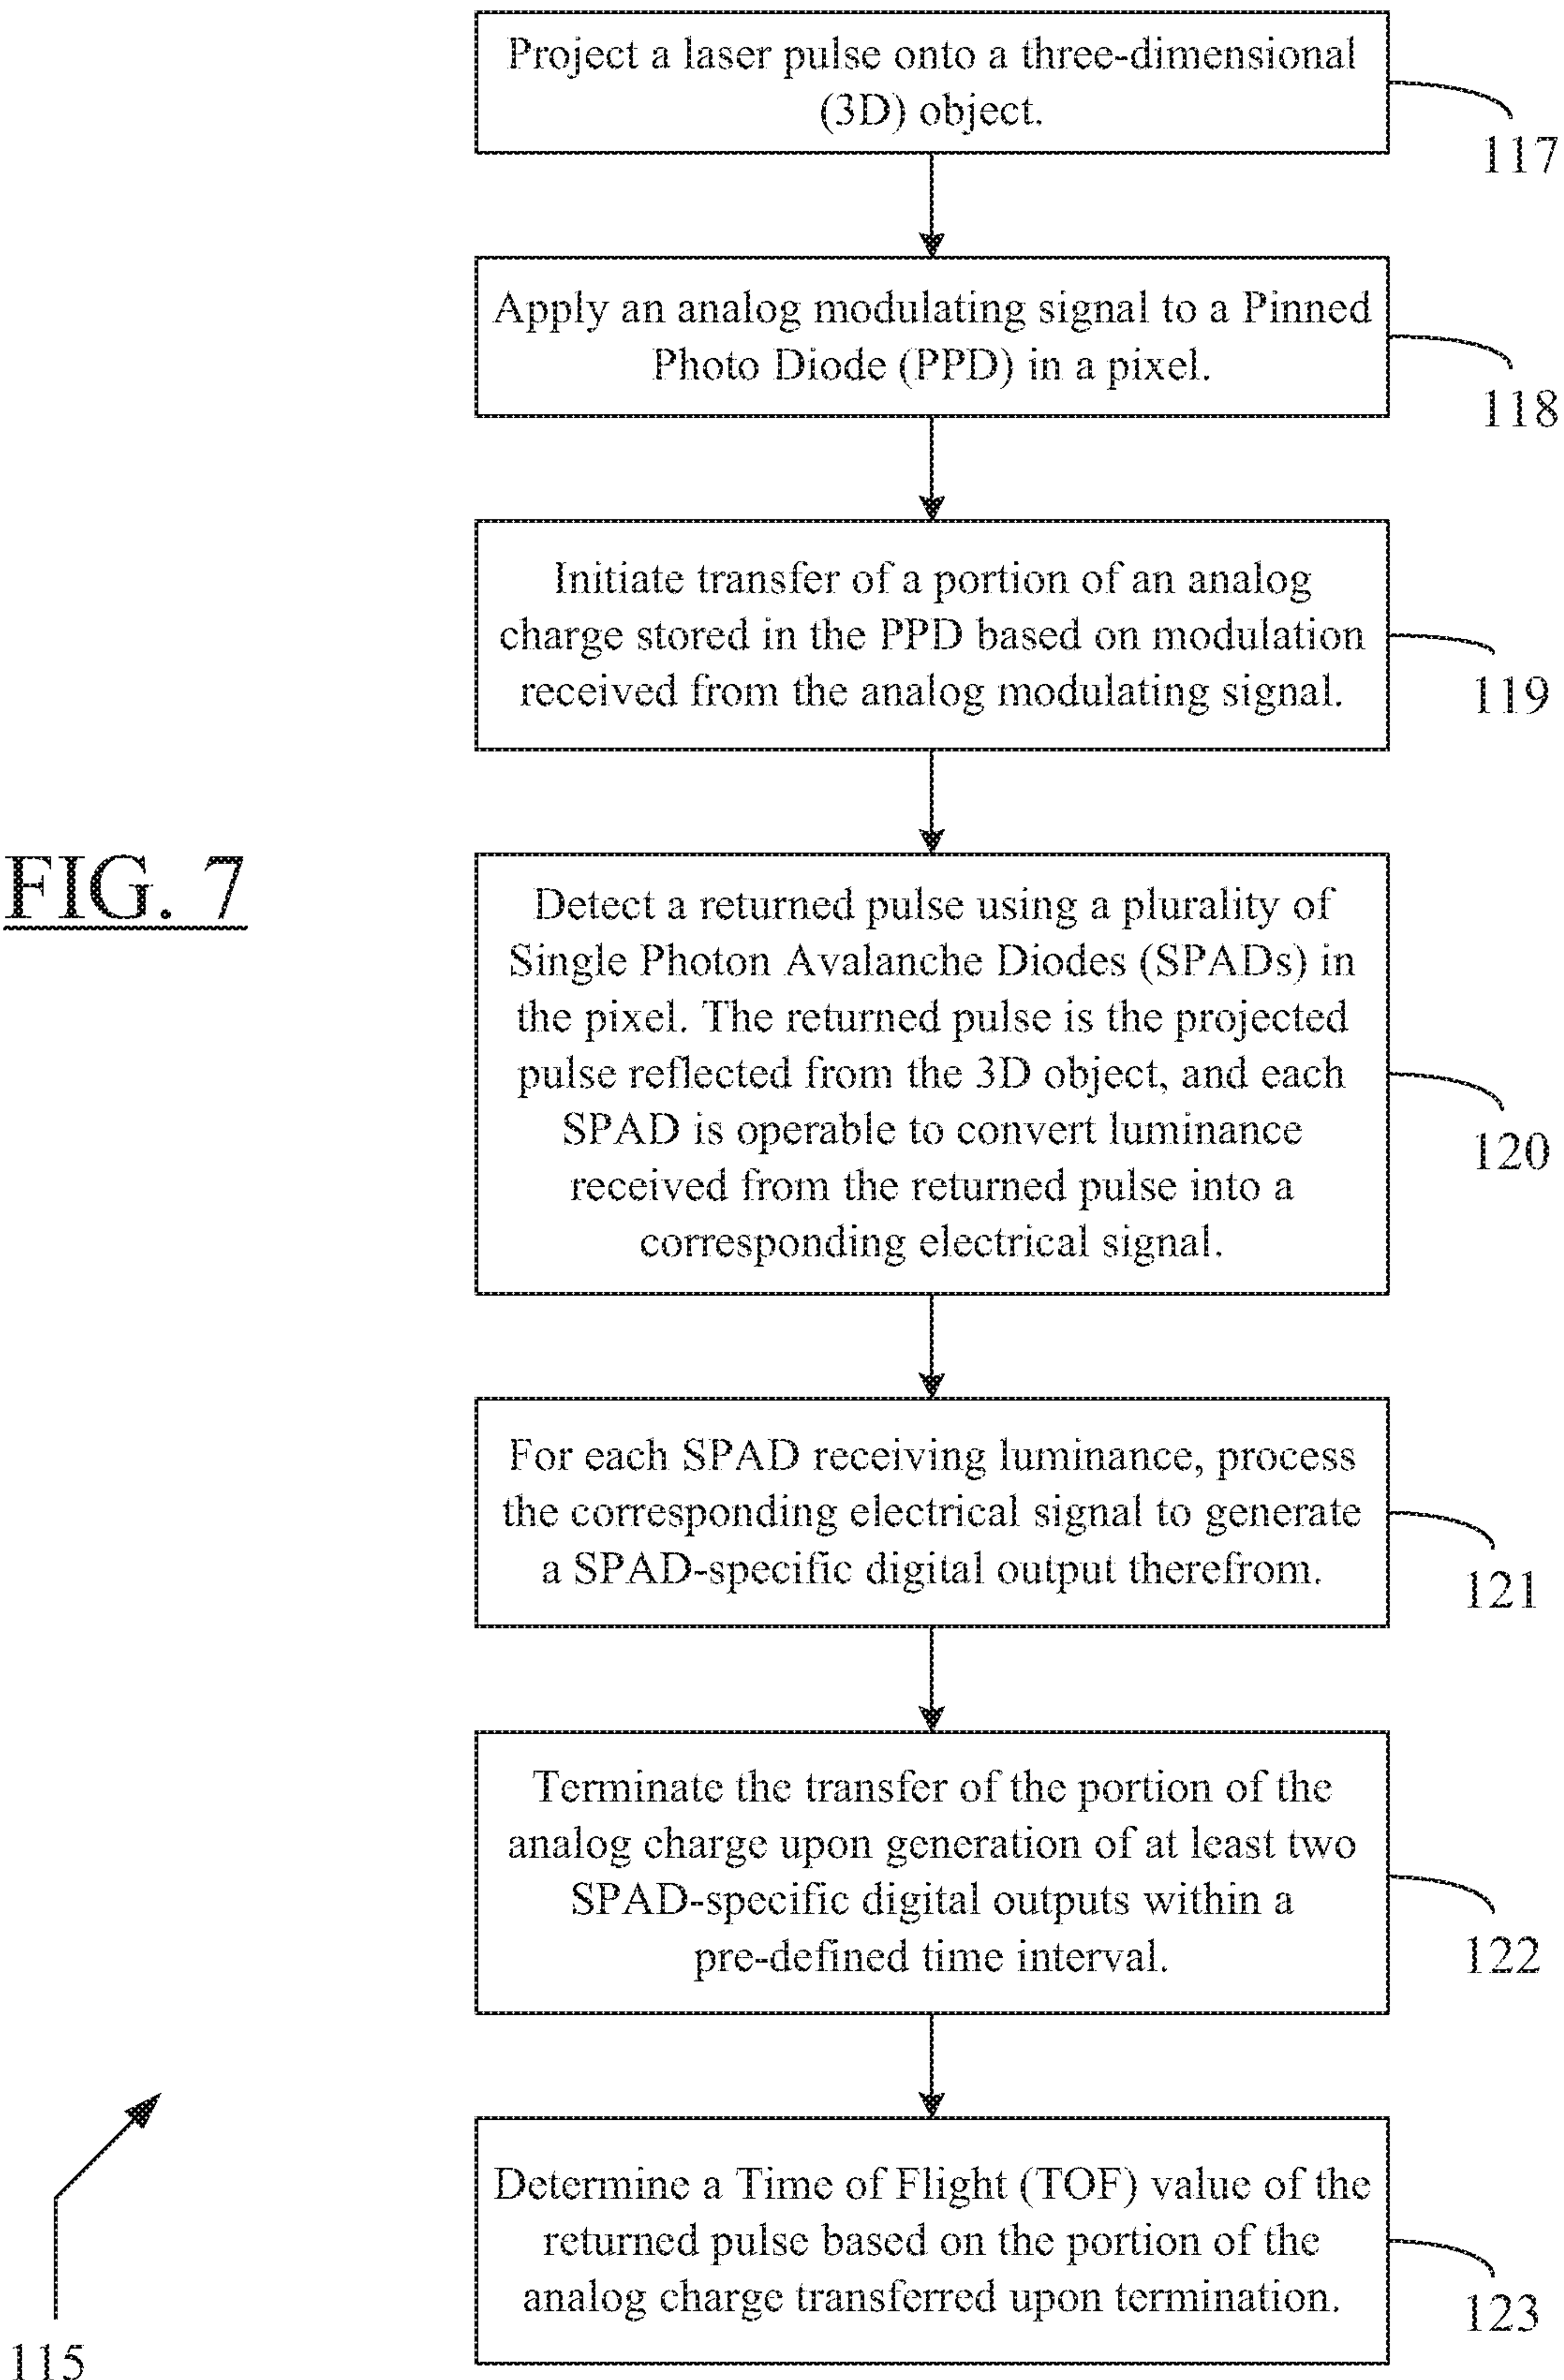 Project a laser pulse onto a three-dimensional
(3D) object.
117
Apply an analog modulating signal to a Pinned
Photo Diode (PPD) in a pixel.
118
Initiate transfer of a portion of an analog
charge stored in the PPD based on modulation
received from the analog modulating signal.
119
FIG. 7
Detect a returned pulse using a plurality of
Single Photon Avalanche Diodes (SPADs) in
the pixel. The returned pulse is the projected
pulse reflected from the 3D object, and each
SPAD is operable to convert luminance
received from the returned pulse into a
corresponding electrical signal.
120
For each SPAD receiving luminance, process
the corresponding electrical signal to generate
a SPAD-specific digital output therefrom.
121
Terminate the transfer of the portion of the
analog charge upon generation of at least two
SPAD-specific digital outputs within a
pre-defined time interval.
122
Determine a Time of Flight (TOF) value of the
returned pulse based on the portion of the
analog charge transferred upon termination.
123
115